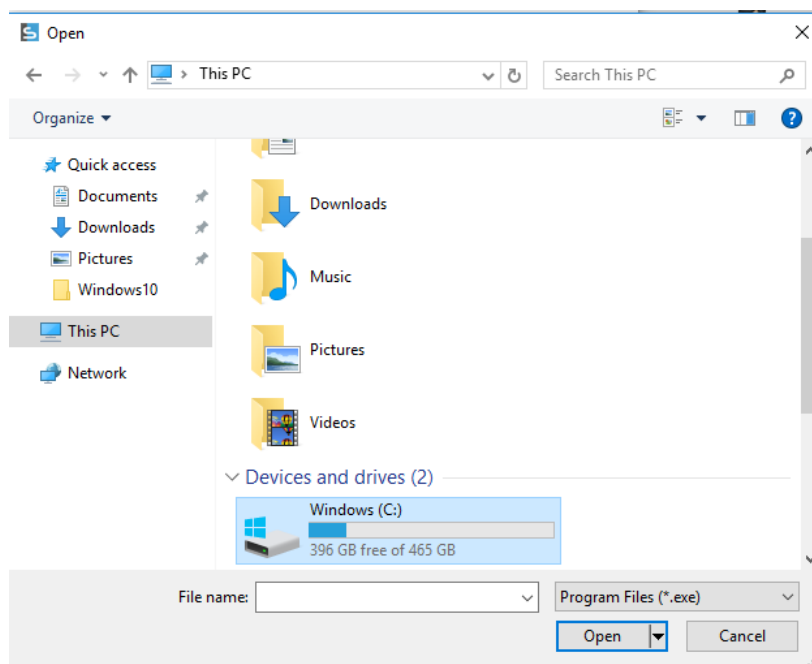 Open
This PC
Search This PC
Organize
Quick access
Documents
Downloads
Pictures
Windows10
This PC
Network
Downloads
Music
Pictures
Videos
Devices and drives (2)
Windows (C:)
396 GB free of 465 GB
File name:
Program Files (*.exe)
Open
Cancel